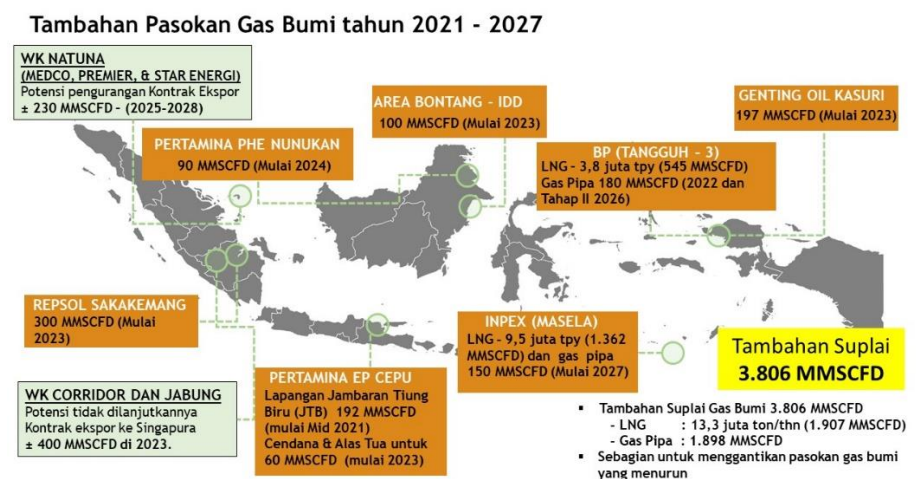 Tambahan Pasokan Gas Bumi tahun 2021 - 2027
WK NATUNA
(MEDCO, PREMIER, & STAR ENERGI)
Potensi pengurangan Kontrak Ekspor
± 230 MMSCFD – (2025-2028)
PERTAMINA PHE NUNUKAN
90 MMSCFD (Mulai 2024)
AREA BONTANG - IDD
100 MMSCFD (Mulai 2023)
GENTING OIL KASURI
197 MMSCFD (Mulai 2023)
BP (TANGGUH - 3)
LNG - 3,8 juta tpy (545 MMSCFD)
Gas Pipa 180 MMSCFD (2022 dan
Tahap II 2026)
REPSOL SAKAKEMANG
300 MMSCFD (Mulai
2023)
WK CORRIDOR DAN JABUNG
Potensi tidak dilanjutkannya
Kontrak ekspor ke Singapura
± 400 MMSCFD di 2023.
PERTAMINA EP CEPU
Lapangan Jambaran Tiung
Biru (JTB) 192 MMSCFD
(mulai Mid 2021)
Cendana & Alas Tua untuk
60 MMSCFD (mulai 2023)
INPEX (MASELA)
LNG - 9,5 juta tpy (1.362
MMSCFD) dan gas pipa
150 MMSCFD (Mulai 2027)
Tambahan Suplai
3.806 MMSCFD
▪ Tambahan Suplai Gas Bumi 3.806 MMSCFD
- LNG : 13,3 juta ton/thn (1.907 MMSCFD)
- Gas Pipa : 1.898 MMSCFD
▪ Sebagian untuk menggantikan pasokan gas bumi
yang menurun